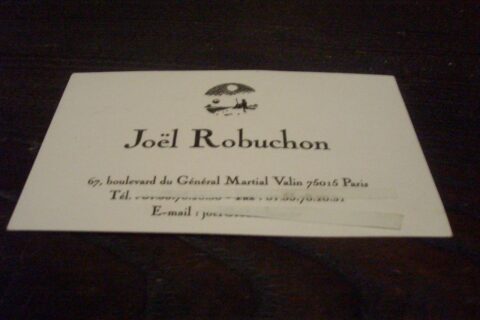 Joël Robuchon
67, boulevard du Général Martial Valin 75015 Paris
Tél.
E-mail :